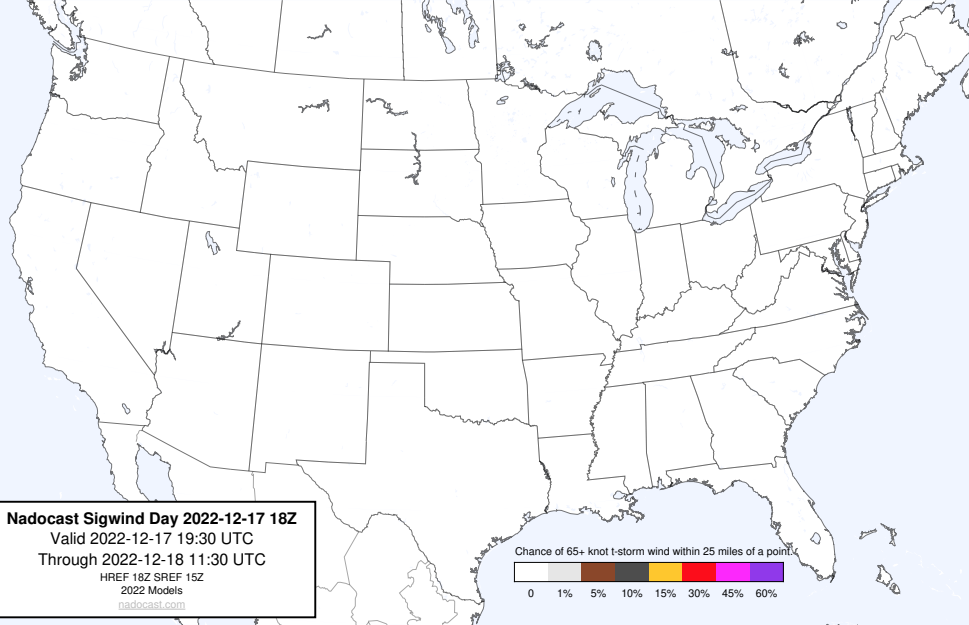 Nadocast Sigwind Day 2022-12-17 18Z
Valid 2022-12-17 19:30 UTC
Through 2022-12-18 11:30 UTC
HREF 18Z SREF 15Z
2022 Models
nadocast.com
Chance of 65+ knot t-storm wind within 25 miles of a point.
0 1% 5% 10% 15% 30% 45% 60%